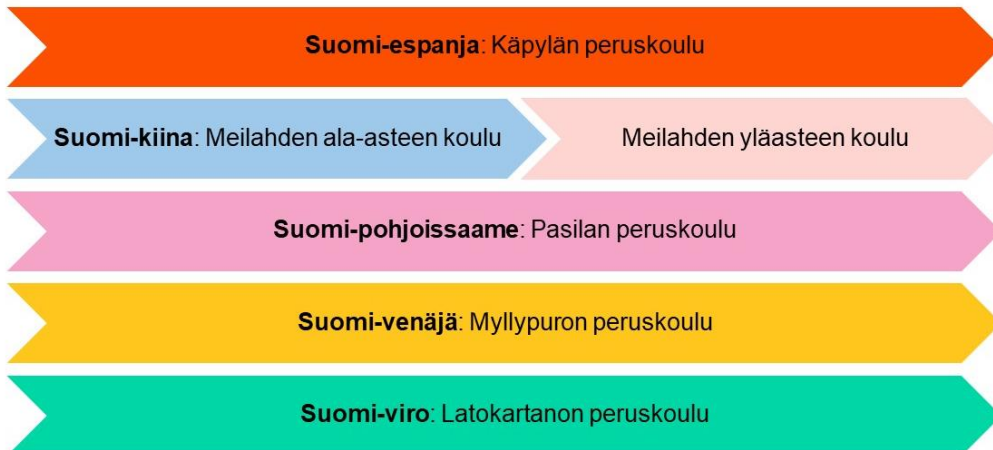 Suomi-espanja: Käpylän peruskoulu
Suomi-kiina: Meilahden ala-asteen koulu
Meilahden yläasteen koulu
Suomi-pohjoissaame: Pasilan peruskoulu
Suomi-venäjä: Myllypuron peruskoulu
Suomi-viro: Latokartanon peruskoulu